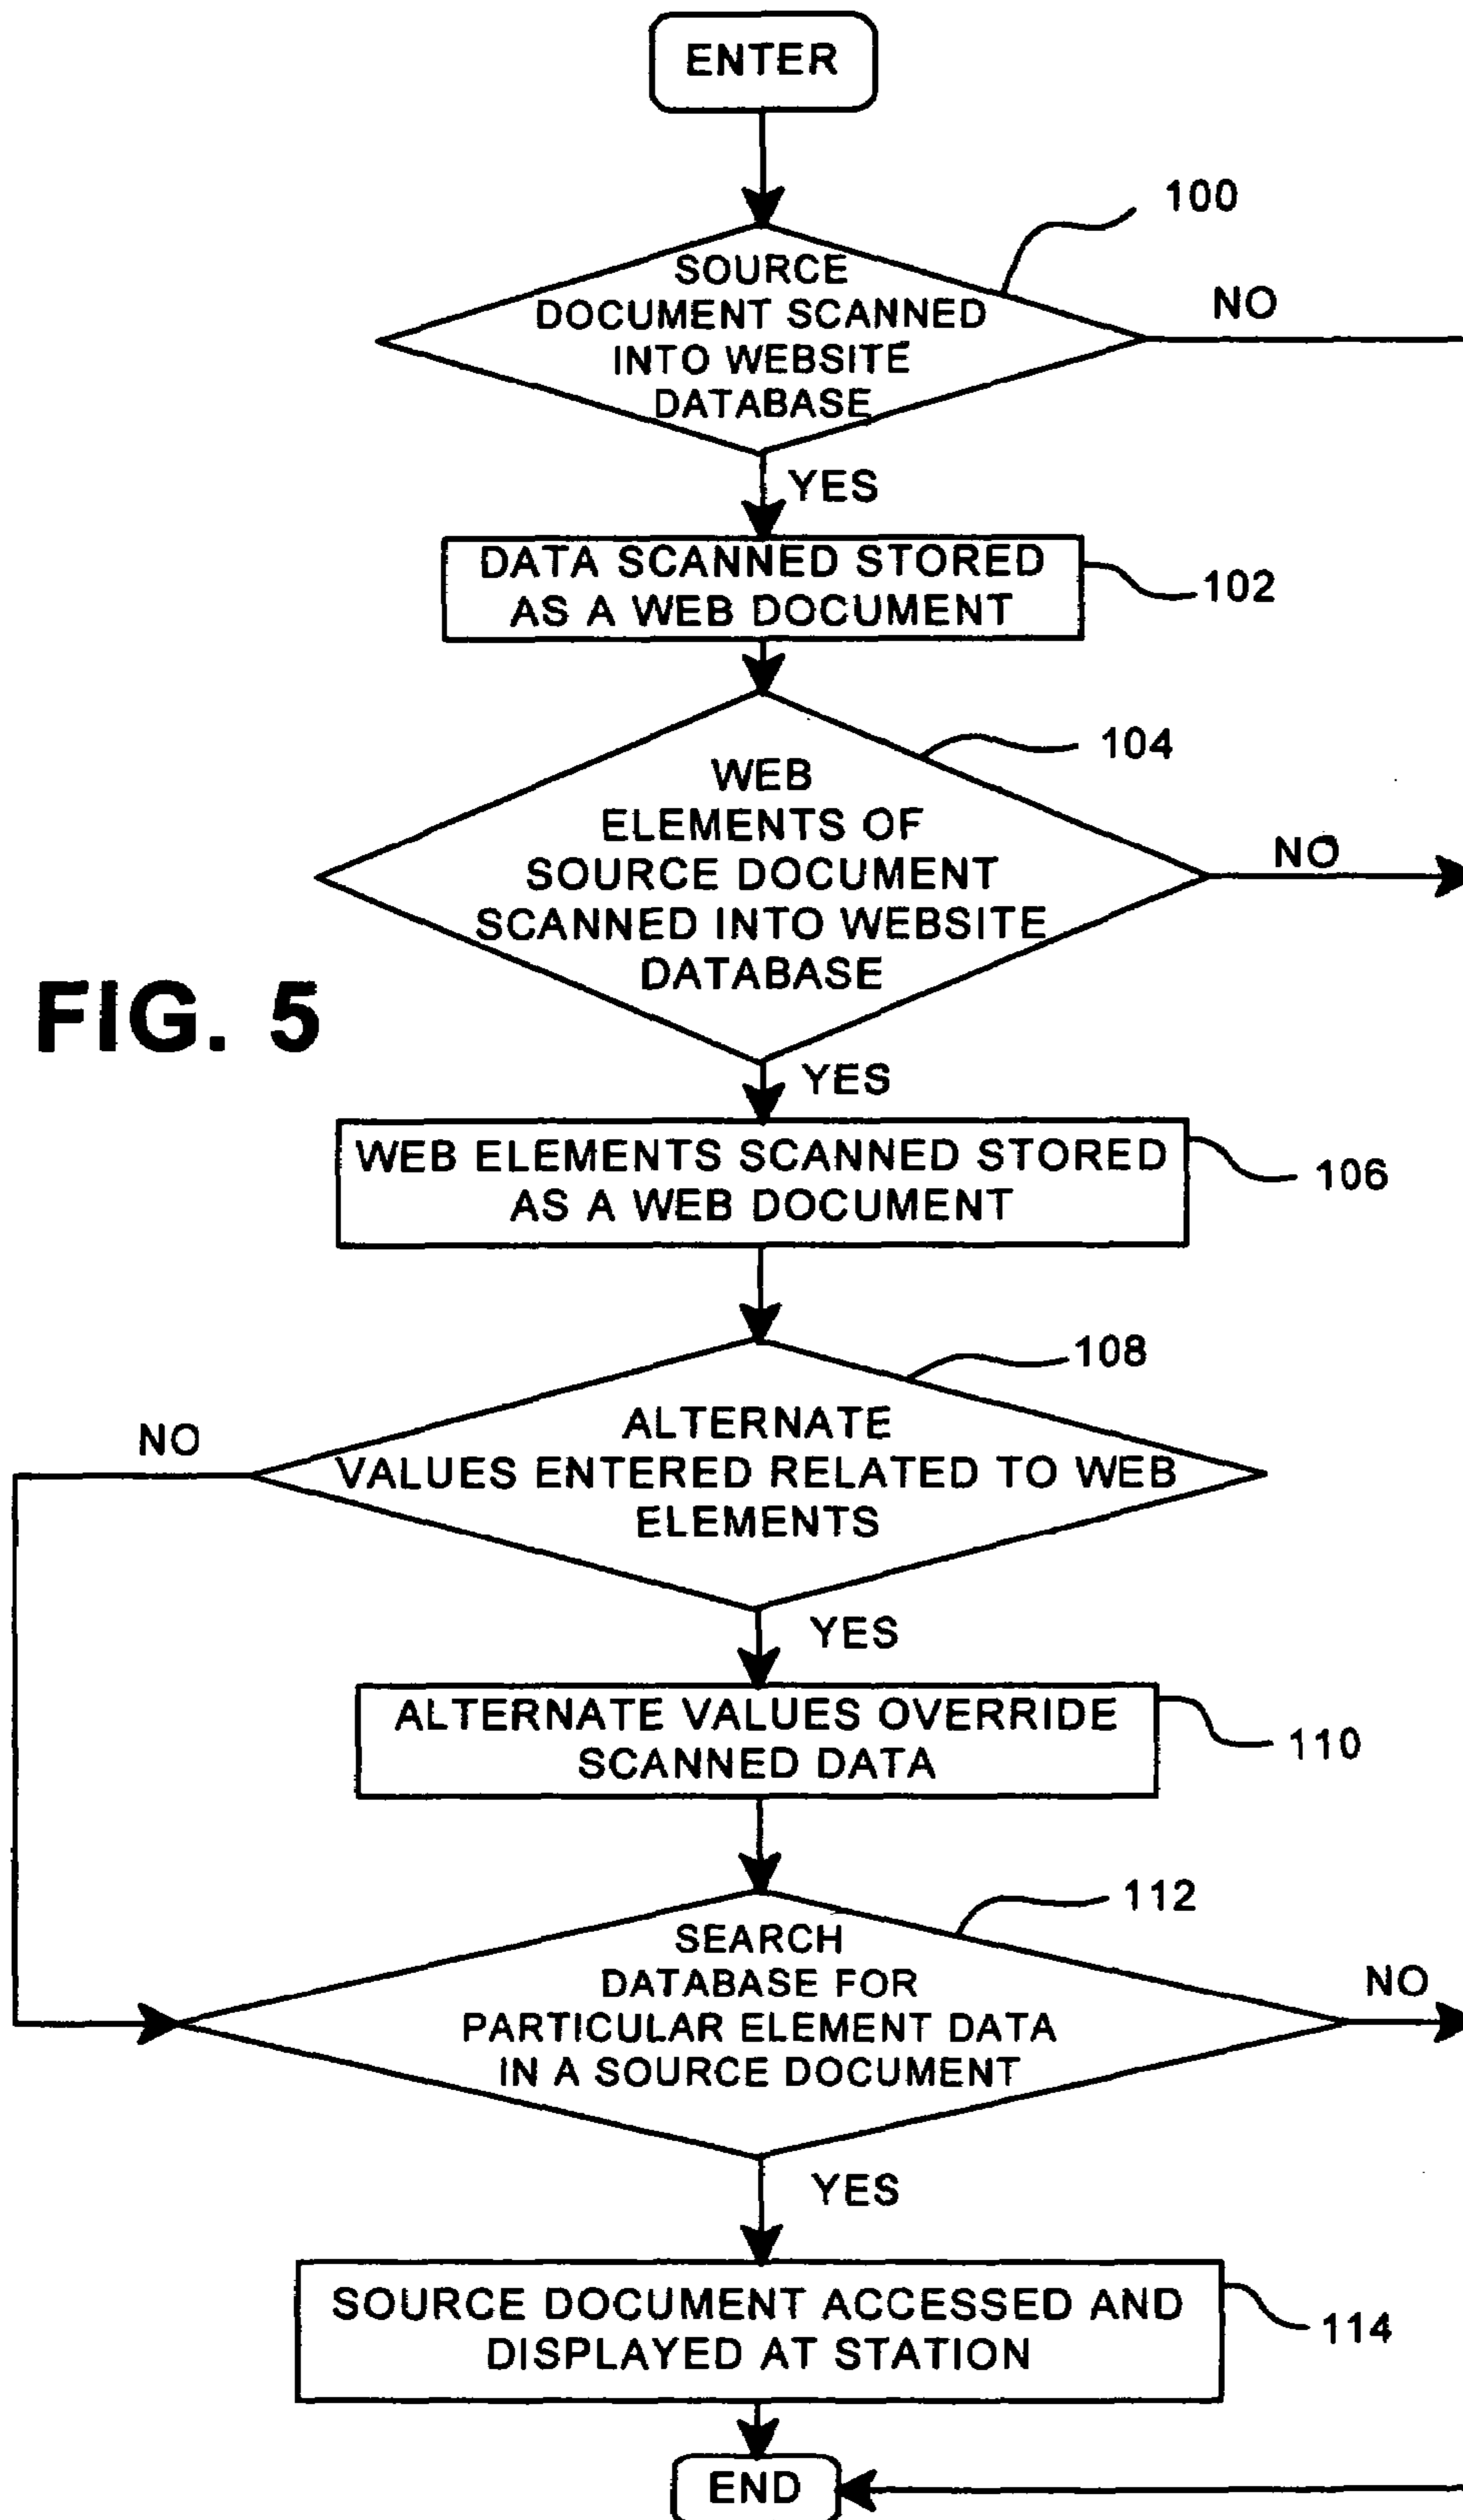 ENTER
100
SOURCE
DOCUMENT SCANNED
INTO WEBSITE
DATABASE
NO
YES
DATA SCANNED STORED
AS A WEB DOCUMENT
102
104
WEB
ELEMENTS OF
SOURCE DOCUMENT
SCANNED INTO WEBSITE
DATABASE
NO
FIG. 5
YES
WEB ELEMENTS SCANNED STORED
AS A WEB DOCUMENT
106
108
NO
ALTERNATE
VALUES ENTERED RELATED TO WEB
ELEMENTS
YES
ALTERNATE VALUES OVERRIDE
SCANNED DATA
110
112
SEARCH
DATABASE FOR
PARTICULAR ELEMENT DATA
IN A SOURCE DOCUMENT
NO
YES
SOURCE DOCUMENT ACCESSED AND
DISPLAYED AT STATION
114
END